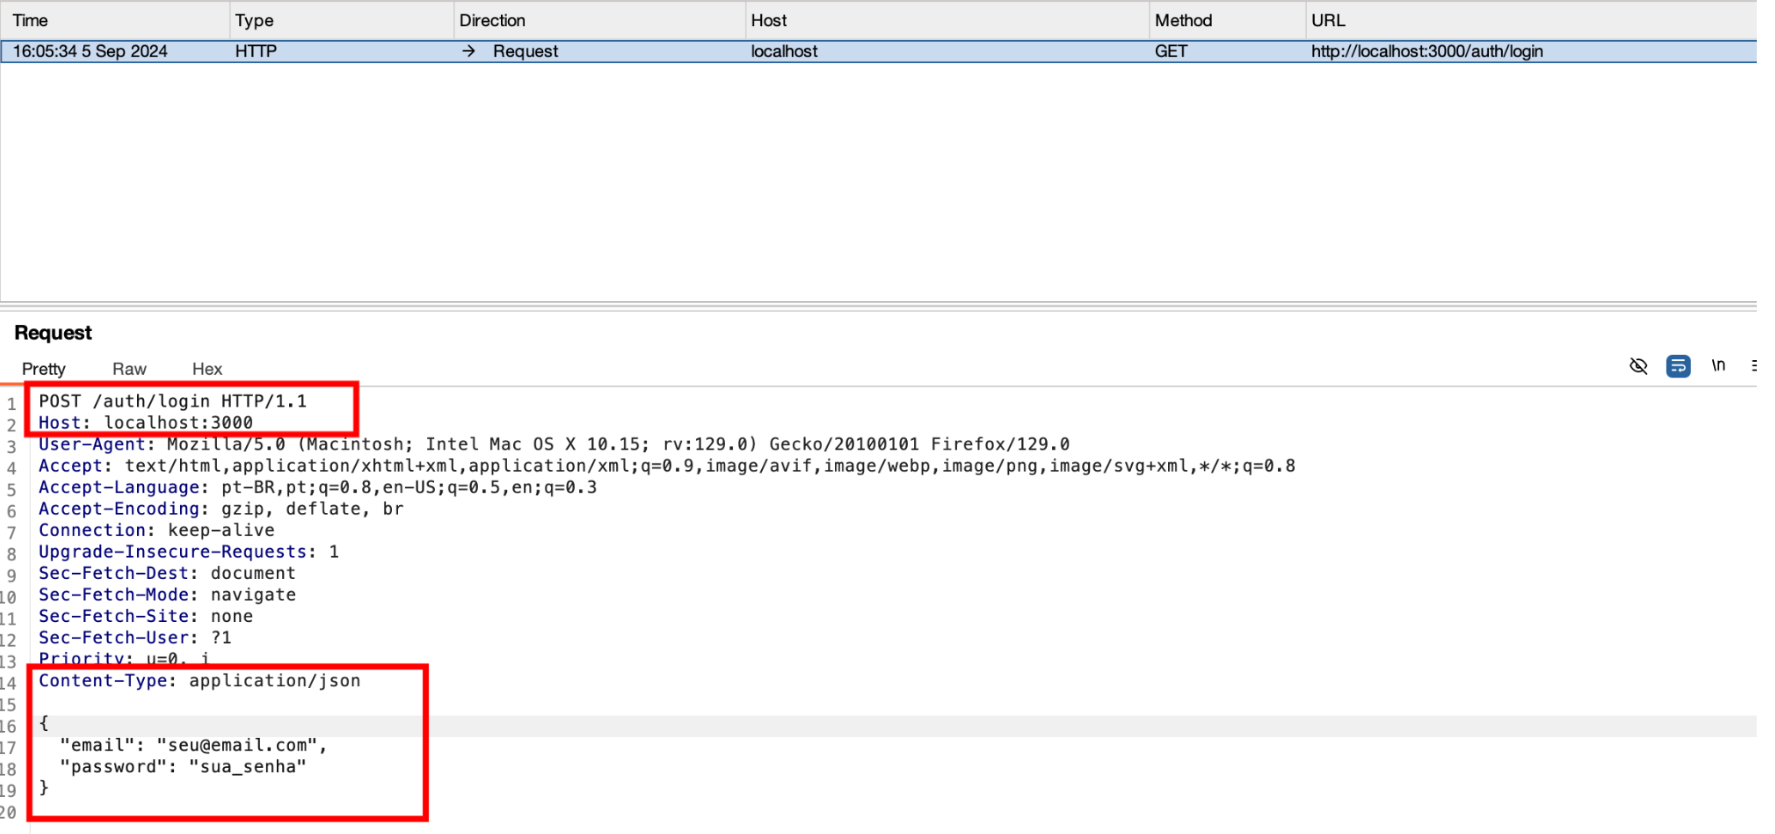 Time Type Direction Host Method URL
16:05:34 5 Sep 2024 HTTP → Request localhost GET http://localhost:3000/auth/login
Request
Pretty Raw Hex \n
1 POST /auth/login HTTP/1.1
2 Host: localhost:3000
3 User-Agent: Mozilla/5.0 (Macintosh; Intel Mac OS X 10.15; rv:129.0) Gecko/20100101 Firefox/129.0
4 Accept: text/html,application/xhtml+xml,application/xml;q=0.9,image/avif,image/webp,image/png,image/svg+xml,*/*;q=0.8
5 Accept-Language: pt-BR,pt;q=0.8,en-US;q=0.5,en;q=0.3
6 Accept-Encoding: gzip, deflate, br
7 Connection: keep-alive
8 Upgrade-Insecure-Requests: 1
9 Sec-Fetch-Dest: document
10 Sec-Fetch-Mode: navigate
11 Sec-Fetch-Site: none
12 Sec-Fetch-User: ?1
13 Priority: u=0, i
14 Content-Type: application/json
15
16 {
17 "email": "seu@email.com",
18 "password": "sua_senha"
19 }
20